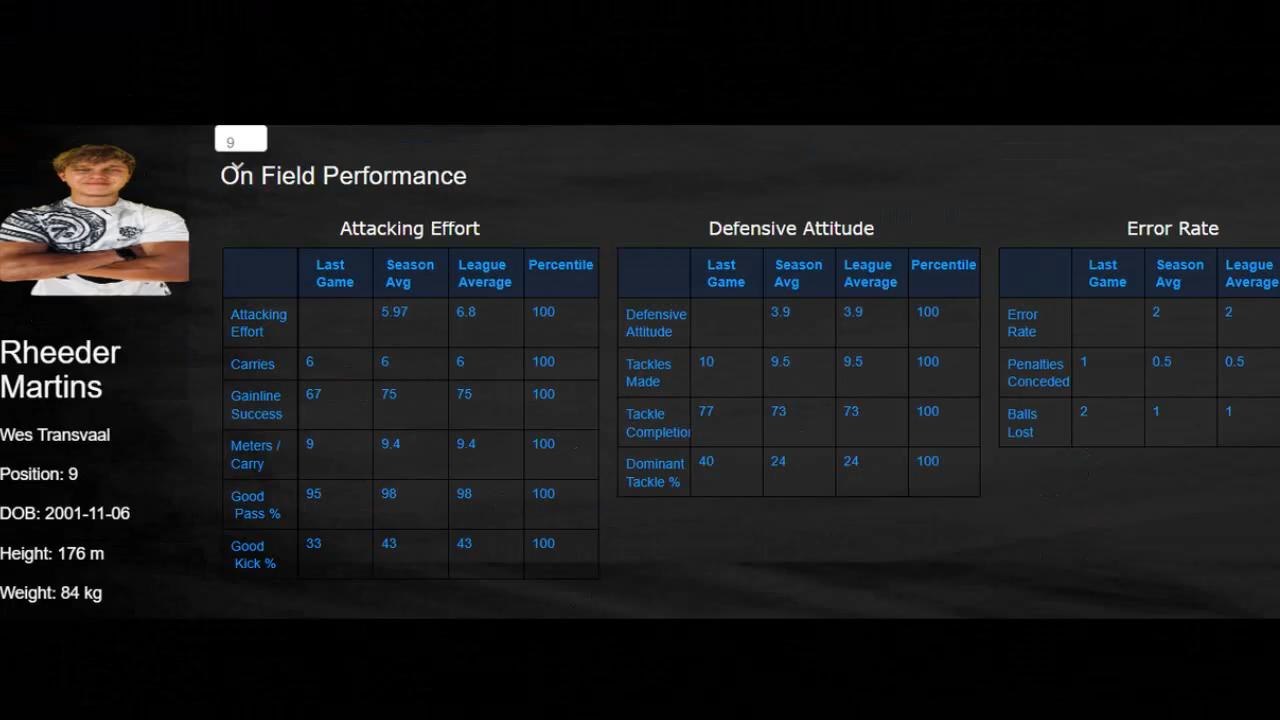 9
On Field Performance
Rheeder
Martins
Wes Transvaal
Position: 9
DOB: 2001-11-06
Height: 176 m
Weight: 84 kg
Attacking Effort
Last Game Season Avg League Average Percentile
Attacking Effort 5.97 6.8 100
Carries 6 6 6 100
Gainline Success 67 75 75 100
Meters / Carry 9 9.4 9.4 100
Good Pass % 95 98 98 100
Good Kick % 33 43 43 100
Defensive Attitude
Last Game Season Avg League Average Percentile
Defensive Attitude 3.9 3.9 100
Tackles Made 10 9.5 9.5 100
Tackle Completion 77 73 73 100
Dominant Tackle % 40 24 24 100
Error Rate
Last Game Season Avg League Average
Error Rate 2 2
Penalties Conceded 1 0.5 0.5
Balls Lost 2 1 1